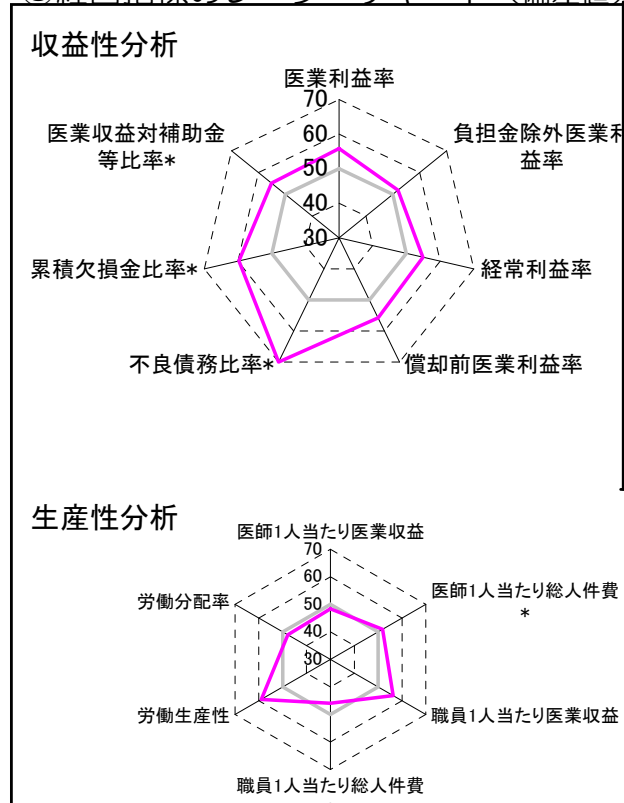 収益性分析
医業利益率
70
60
50
40
30
負担金除外医業利
益率
経常利益率
償却前医業利益率
不良債務比率*
累積欠損金比率*
医業収益対補助金
等比率*
生産性分析
医師1人当たり医業収益
70
60
50
40
30
医師1人当たり総人件費
*
職員1人当たり医業収益
職員1人当たり総人件費
労働生産性
労働分配率